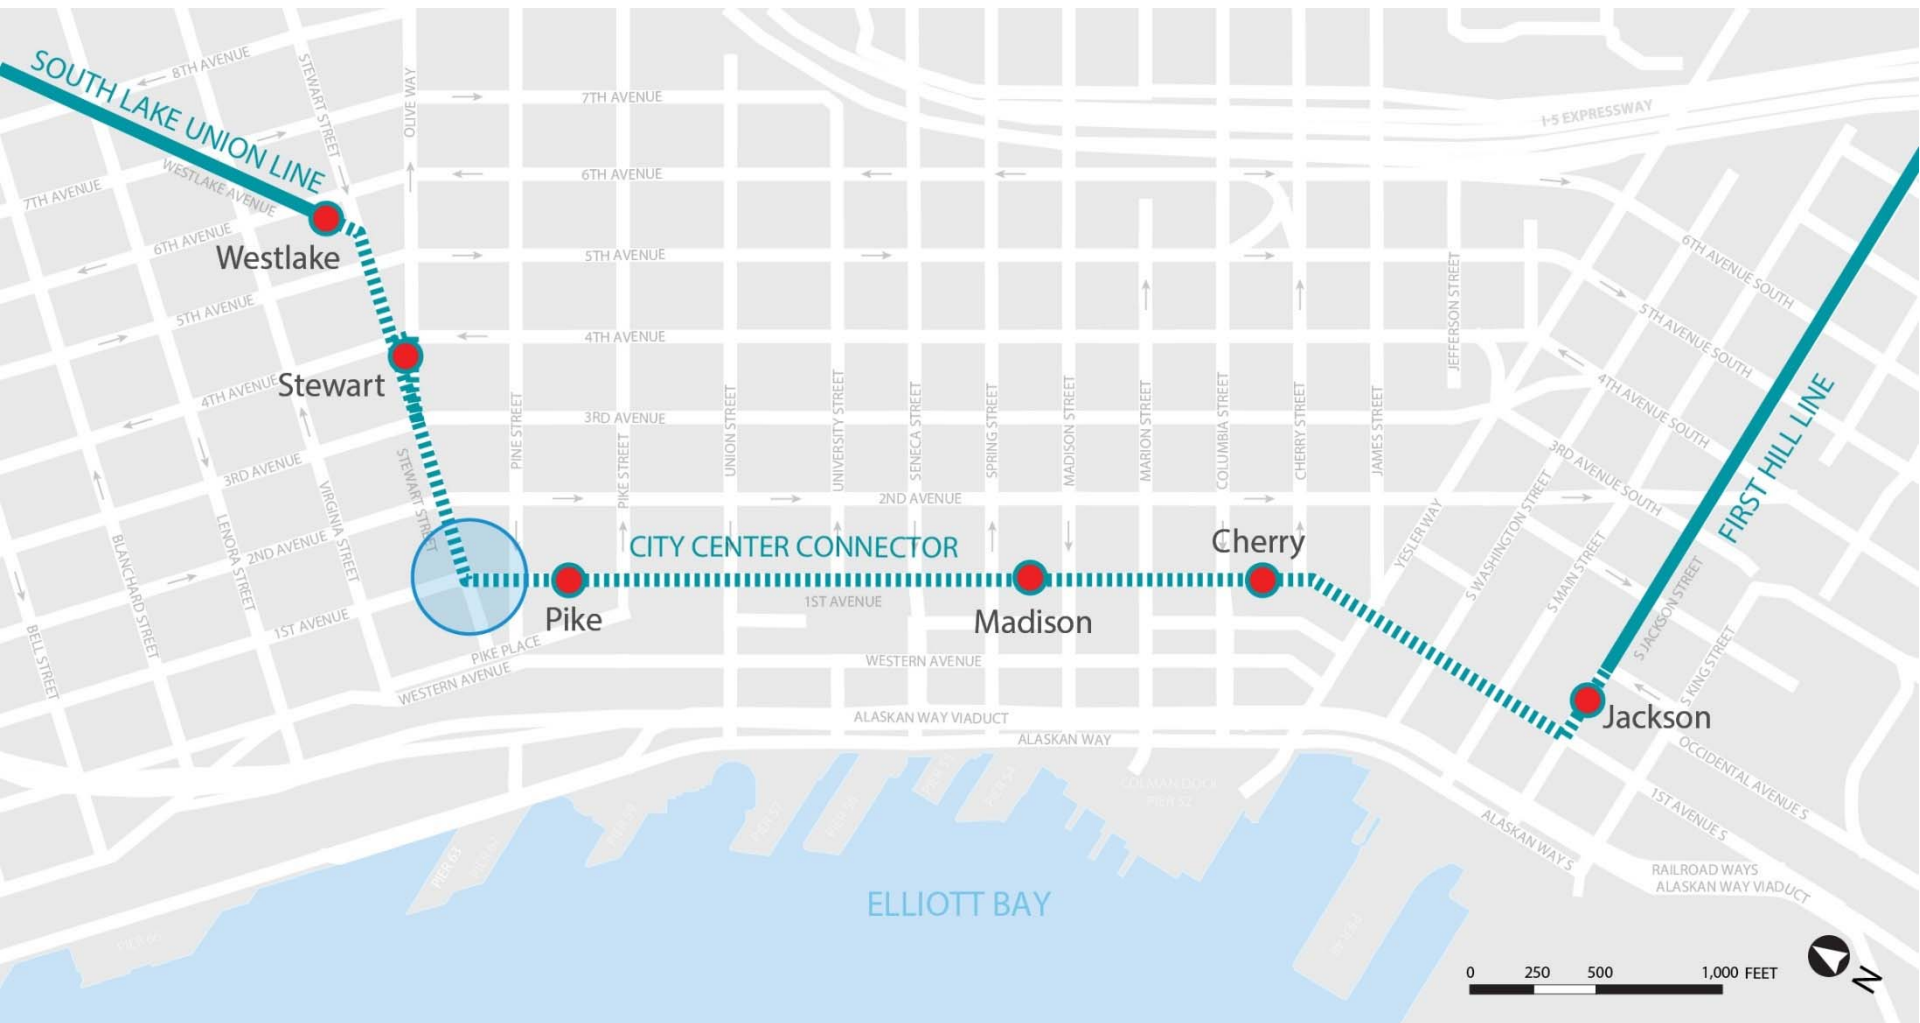 8TH AVENUE
SOUTH LAKE UNION LINE
STEWART STREET
OLIVE WAY
7TH AVENUE
I-5 EXPRESSWAY
WESTLAKE AVENUE
7TH AVENUE
6TH AVENUE
6TH AVENUE
Westlake
5TH AVENUE
6TH AVENUE SOUTH
5TH AVENUE
JEFFERSON STREET
5TH AVENUE SOUTH
4TH AVENUE
Stewart
4TH AVENUE
4TH AVENUE SOUTH
FIRST HILL LINE
3RD AVENUE
PINE STREET
PIKE STREET
UNION STREET
UNIVERSITY STREET
SENECA STREET
SPRING STREET
MADISON STREET
MARION STREET
COLUMBIA STREET
CHERRY STREET
JAMES STREET
3RD AVENUE
3RD AVENUE SOUTH
STEWART STREET
2ND AVENUE
VIRGINIA STREET
LENORA STREET
BLANCHARD STREET
BELL STREET
2ND AVENUE
YESLER WAY
S WASHINGTON STREET
S MAIN STREET
S JACKSON STREET
S KING STREET
CITY CENTER CONNECTOR
Cherry
1ST AVENUE
1ST AVENUE
Pike
Madison
PIKE PLACE
WESTERN AVENUE
WESTERN AVENUE
Jackson
ALASKAN WAY VIADUCT
ALASKAN WAY
OCCIDENTAL AVENUE S
1ST AVENUE S
ALASKAN WAY S
COLMAN DOCK
PIER 52
PIER 63
RAILROAD WAYS
ALASKAN WAY VIADUCT
ELLIOTT BAY
0 250 500 1,000 FEET
N